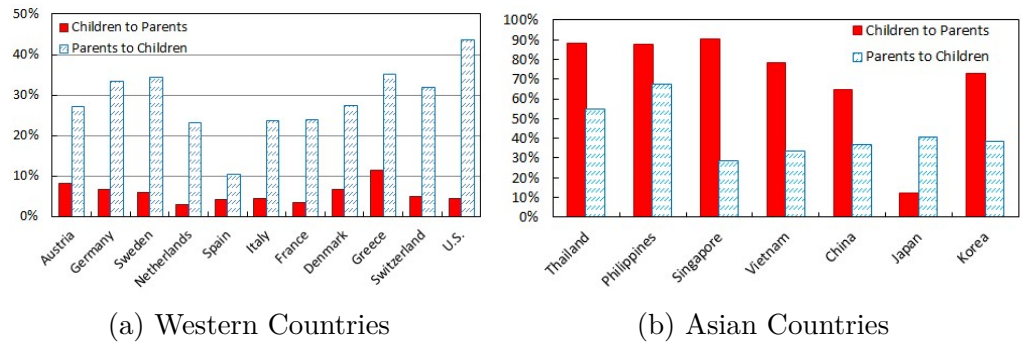 50%
40%
30%
20%
10%
0%
Children to Parents
Parents to Children
Austria
Germany
Sweden
Netherlands
Spain
Italy
France
Denmark
Greece
Switzerland
U.S.
(a) Western Countries
100%
90%
80%
70%
60%
50%
40%
30%
20%
10%
0%
Children to Parents
Parents to Children
Thailand
Philippines
Singapore
Vietnam
China
Japan
Korea
(b) Asian Countries